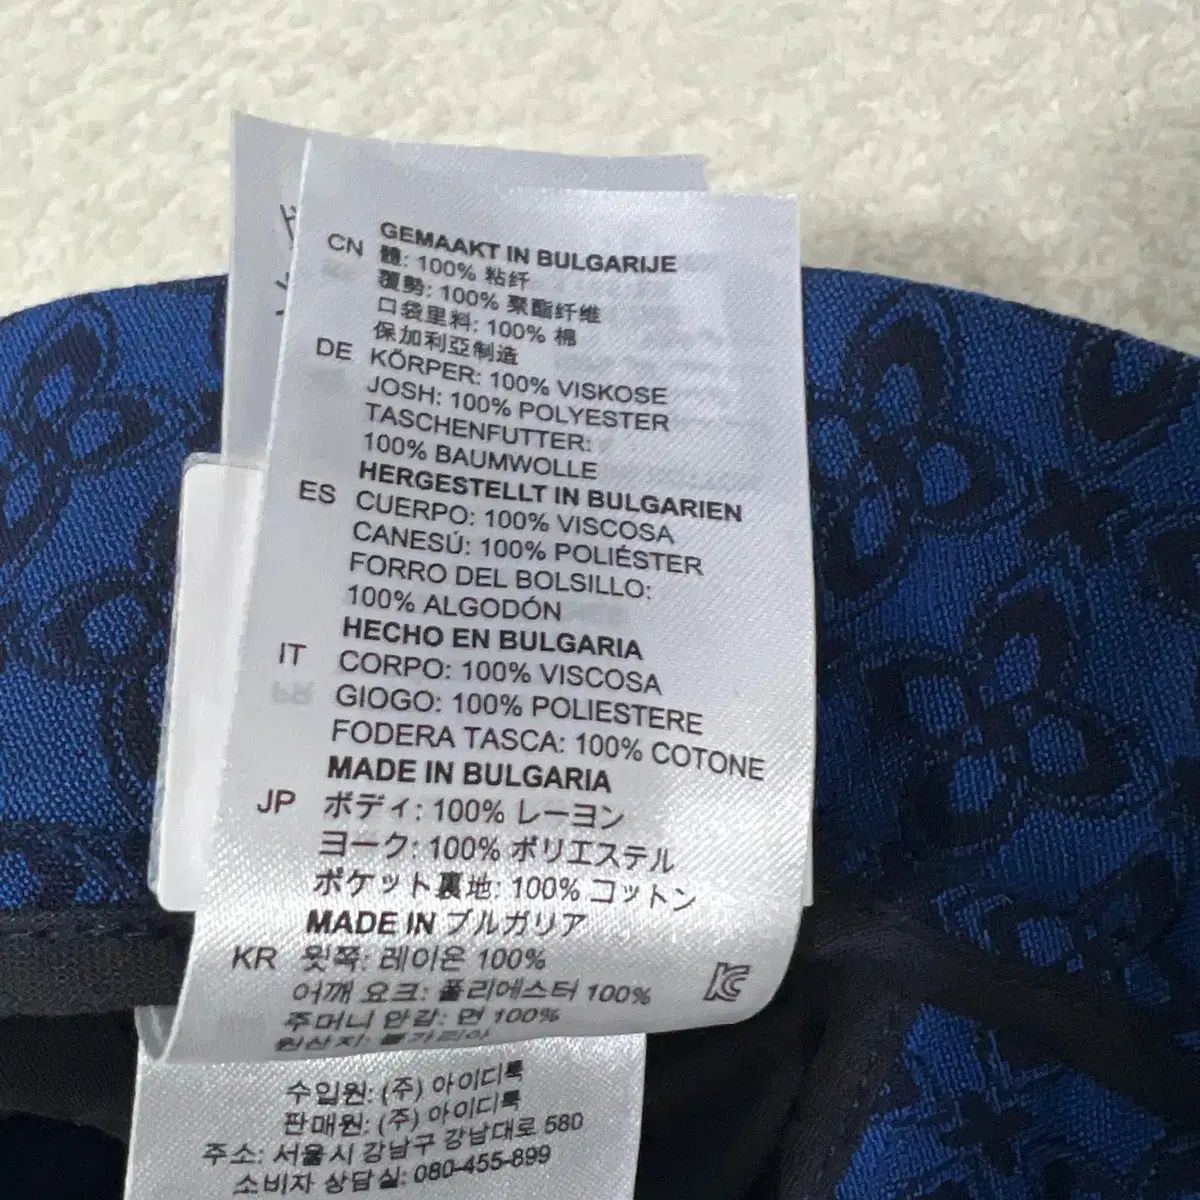 GEMAAKT IN BULGARIJE
CN 體: 100% 粘纤
覆勢: 100% 聚酯纤维
口袋里料: 100% 棉
保加利亞制造
DE KÖRPER: 100% VISKOSE
JOSH: 100% POLYESTER
TASCHENFUTTER:
100% BAUMWOLLE
HERGESTELLT IN BULGARIEN
ES CUERPO: 100% VISCOSA
CANESÚ: 100% POLIÉSTER
FORRO DEL BOLSILLO:
100% ALGODÓN
HECHO EN BULGARIA
IT CORPO: 100% VISCOSA
GIOGO: 100% POLIESTERE
FODERA TASCA: 100% COTONE
MADE IN BULGARIA
JP ボディ: 100% レーヨン
ヨーク: 100% ポリエステル
ポケット裏地: 100% コットン
MADE IN ブルガリア
KR 윗쪽: 레이온 100%
어깨 요크: 폴리에스터 100%
주머니 안감: 면 100%
원산지: 불가리아
수입원: (주) 아이디룩
판매원: (주) 아이디룩
주소: 서울시 강남구 강남대로 580
소비자 상담실: 080-455-899